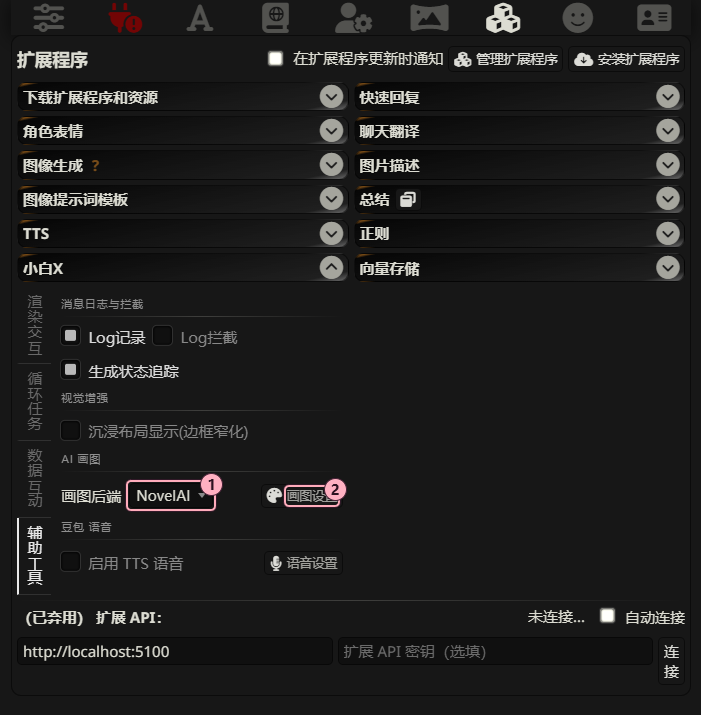 扩展程序
在扩展程序更新时通知 管理扩展程序 安装扩展程序
下载扩展程序和资源
快速回复
角色表情
聊天翻译
图像生成 ?
图片描述
图像提示词模板
总结
TTS
正则
小白X
向量存储
渲染交互
循环任务
数据互动
辅助工具
消息日志与拦截
Log记录 Log拦截
生成状态追踪
视觉增强
沉浸布局显示(边框窄化)
AI 画图
画图后端 NovelAI 1 画图设置 2
豆包 语音
启用 TTS 语音 语音设置
(已弃用) 扩展 API:
未连接... 自动连接
http://localhost:5100
扩展 API 密钥 (选填)
连接